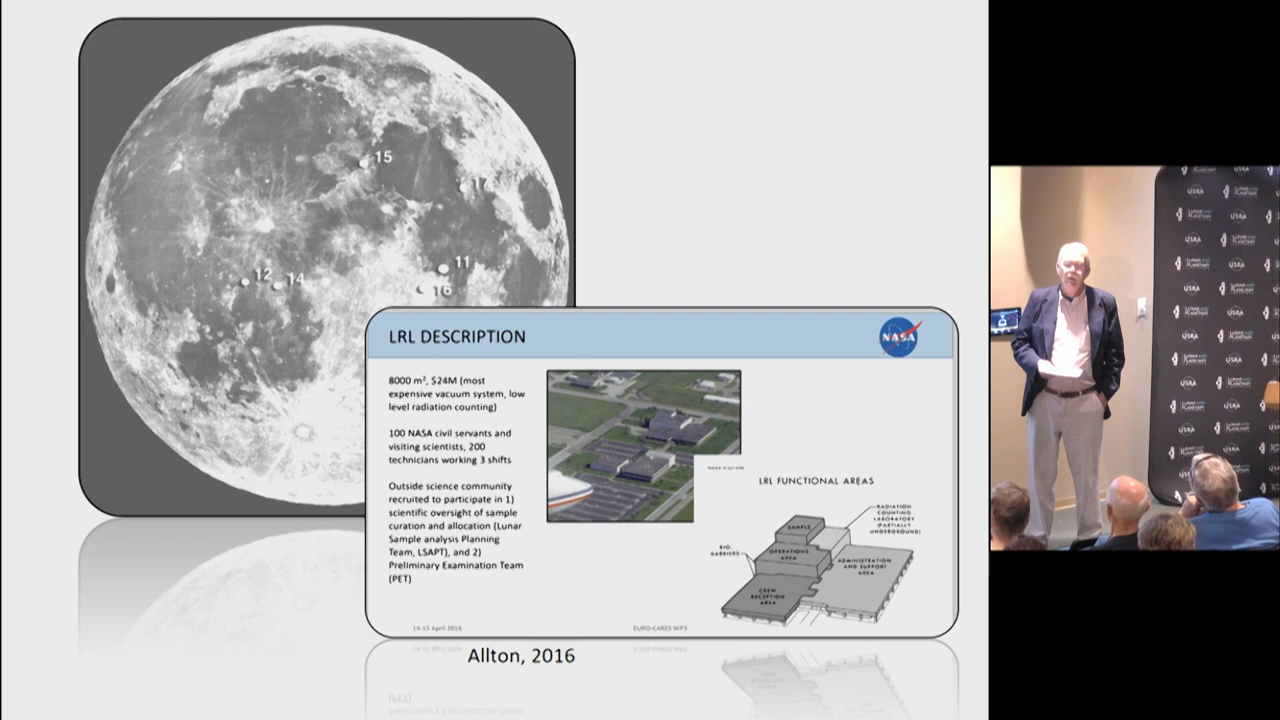 15
17
11
12
14
16
LRL DESCRIPTION
NASA
8000 m², $24M (most
expensive vacuum system, low
level radiation counting)
100 NASA civil servants and
visiting scientists, 200
technicians working 3 shifts
Outside science community
recruited to participate in 1)
scientific oversight of sample
curation and allocation (Lunar
Sample analysis Planning
Team, LSAPT), and 2)
Preliminary Examination Team
(PET)
LRL FUNCTIONAL AREAS
SAMPLE
RADIATION
COUNTING
LABORATORY
(PARTIALLY
UNDERGROUND)
BIO.
BARRIERS
OPERATIONS
AREA
ADMINISTRATION
AND SUPPORT
AREA
CREW
RECEPTION
AREA
14-15 April 2016
EURO-CARES WP3
Allton, 2016
USRA
LUNAR AND
PLANETARY